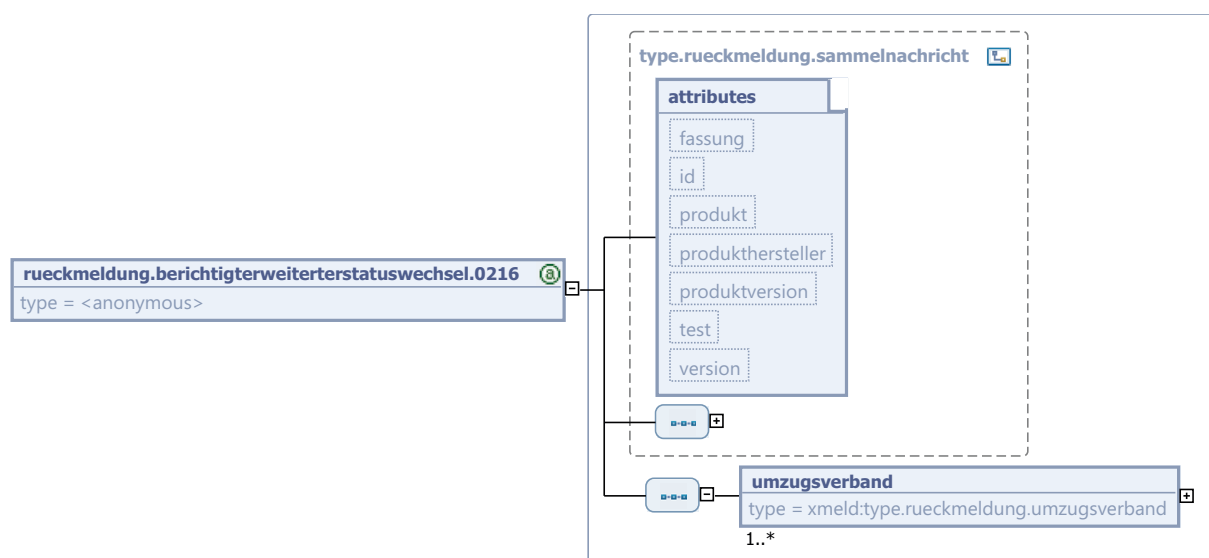 type.rueckmeldung.sammelnachricht
attributes
fassung
id
produkt
produkthersteller
produktversion
test
version
rueckmeldung.berichtigterweiterterstatuswechsel.0216
type = <anonymous>
umzugsverband
type = xmeld:type.rueckmeldung.umzugsverband
1..*